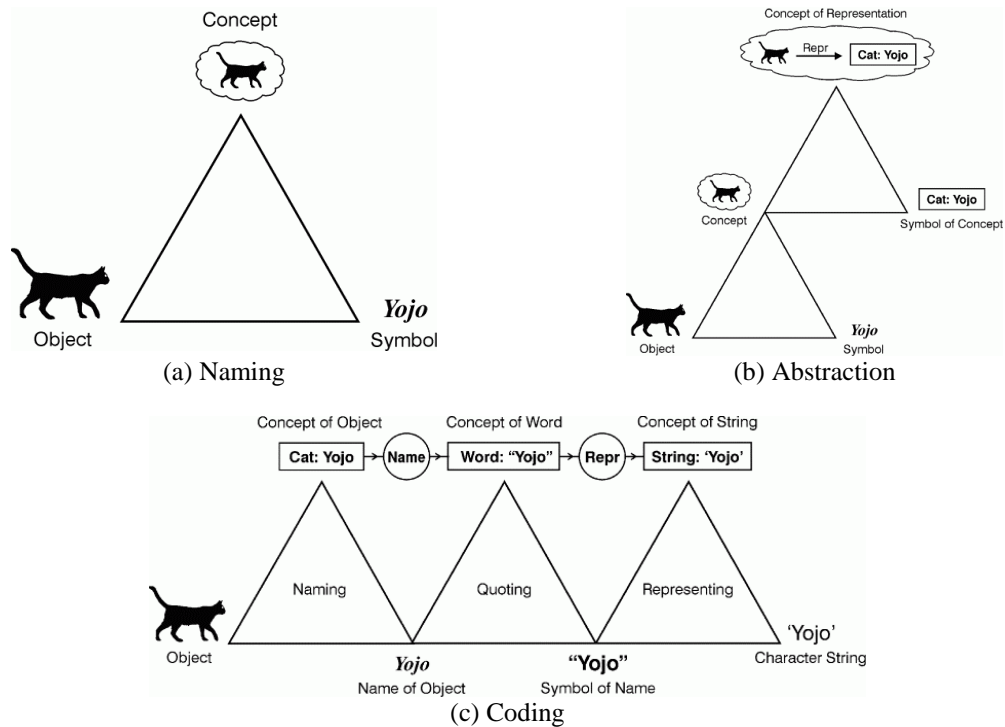 Concept
Yojo
Object
Symbol
(a) Naming
Concept of Representation
Repr
Cat: Yojo
Concept
Cat: Yojo
Symbol of Concept
Yojo
Object
Symbol
(b) Abstraction
Concept of Object
Concept of Word
Concept of String
Cat: Yojo
Name
Word: “Yojo”
Repr
String: ‘Yojo’
Naming
Quoting
Representing
Object
Yojo
Name of Object
“Yojo”
Symbol of Name
‘Yojo’
Character String
(c) Coding